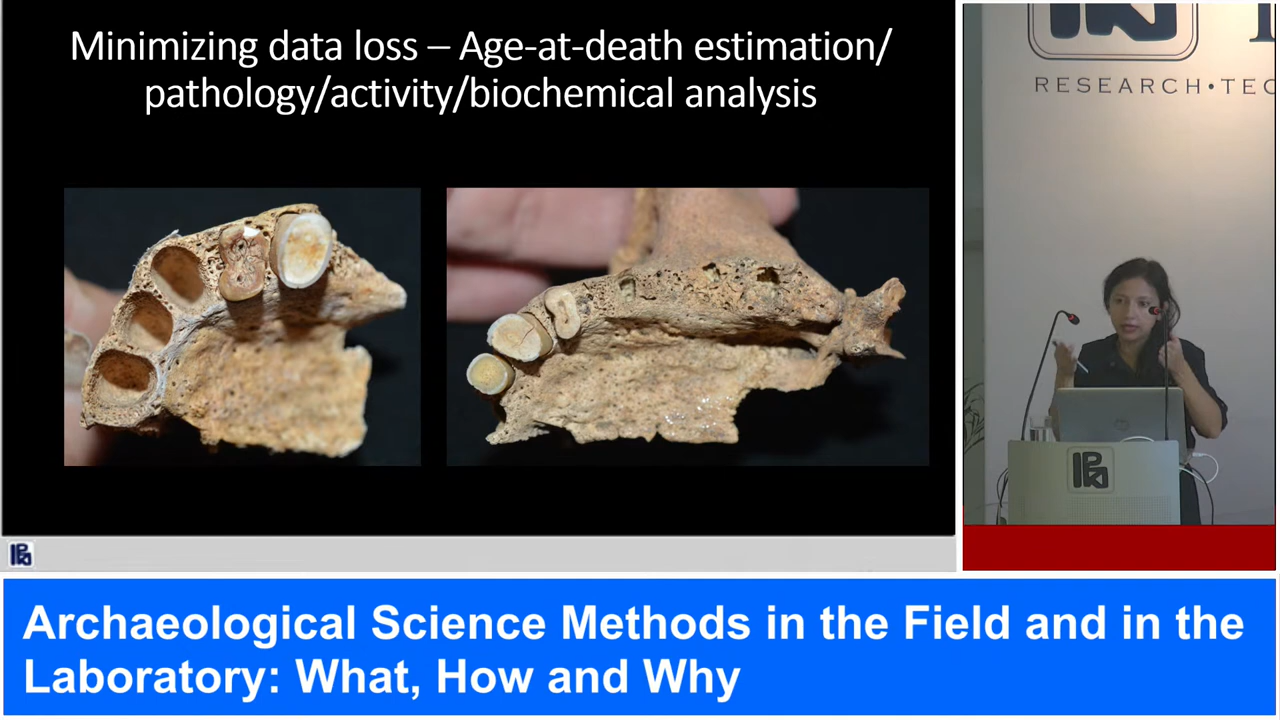 Minimizing data loss – Age-at-death estimation/
pathology/activity/biochemical analysis
RESEARCH•TEC
Archaeological Science Methods in the Field and in the
Laboratory: What, How and Why